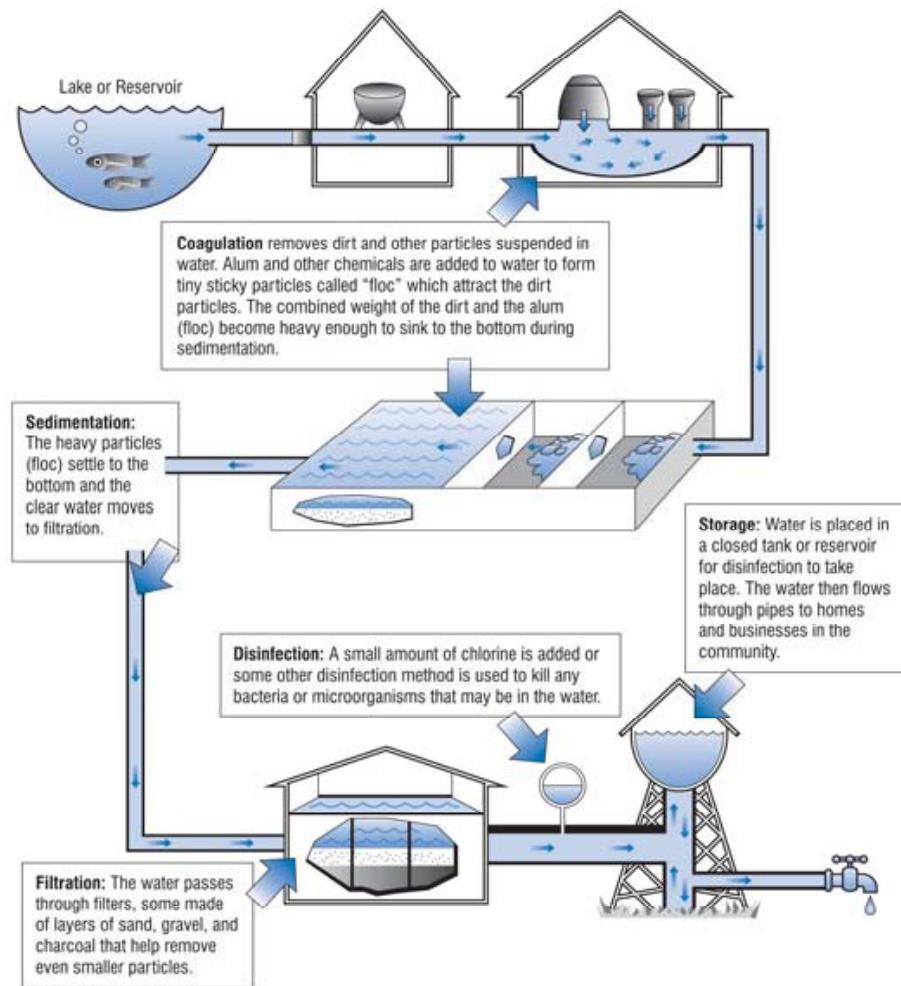 Lake or Reservoir
Coagulation removes dirt and other particles suspended in
water. Alum and other chemicals are added to water to form
tiny sticky particles called “floc” which attract the dirt
particles. The combined weight of the dirt and the alum
(floc) become heavy enough to sink to the bottom during
sedimentation.
Sedimentation:
The heavy particles
(floc) settle to the
bottom and the
clear water moves
to filtration.
Storage: Water is placed in
a closed tank or reservoir
for disinfection to take
place. The water then flows
through pipes to homes
and businesses in the
community.
Disinfection: A small amount of chlorine is added or
some other disinfection method is used to kill any
bacteria or microorganisms that may be in the water.
Filtration: The water passes
through filters, some made
of layers of sand, gravel, and
charcoal that help remove
even smaller particles.